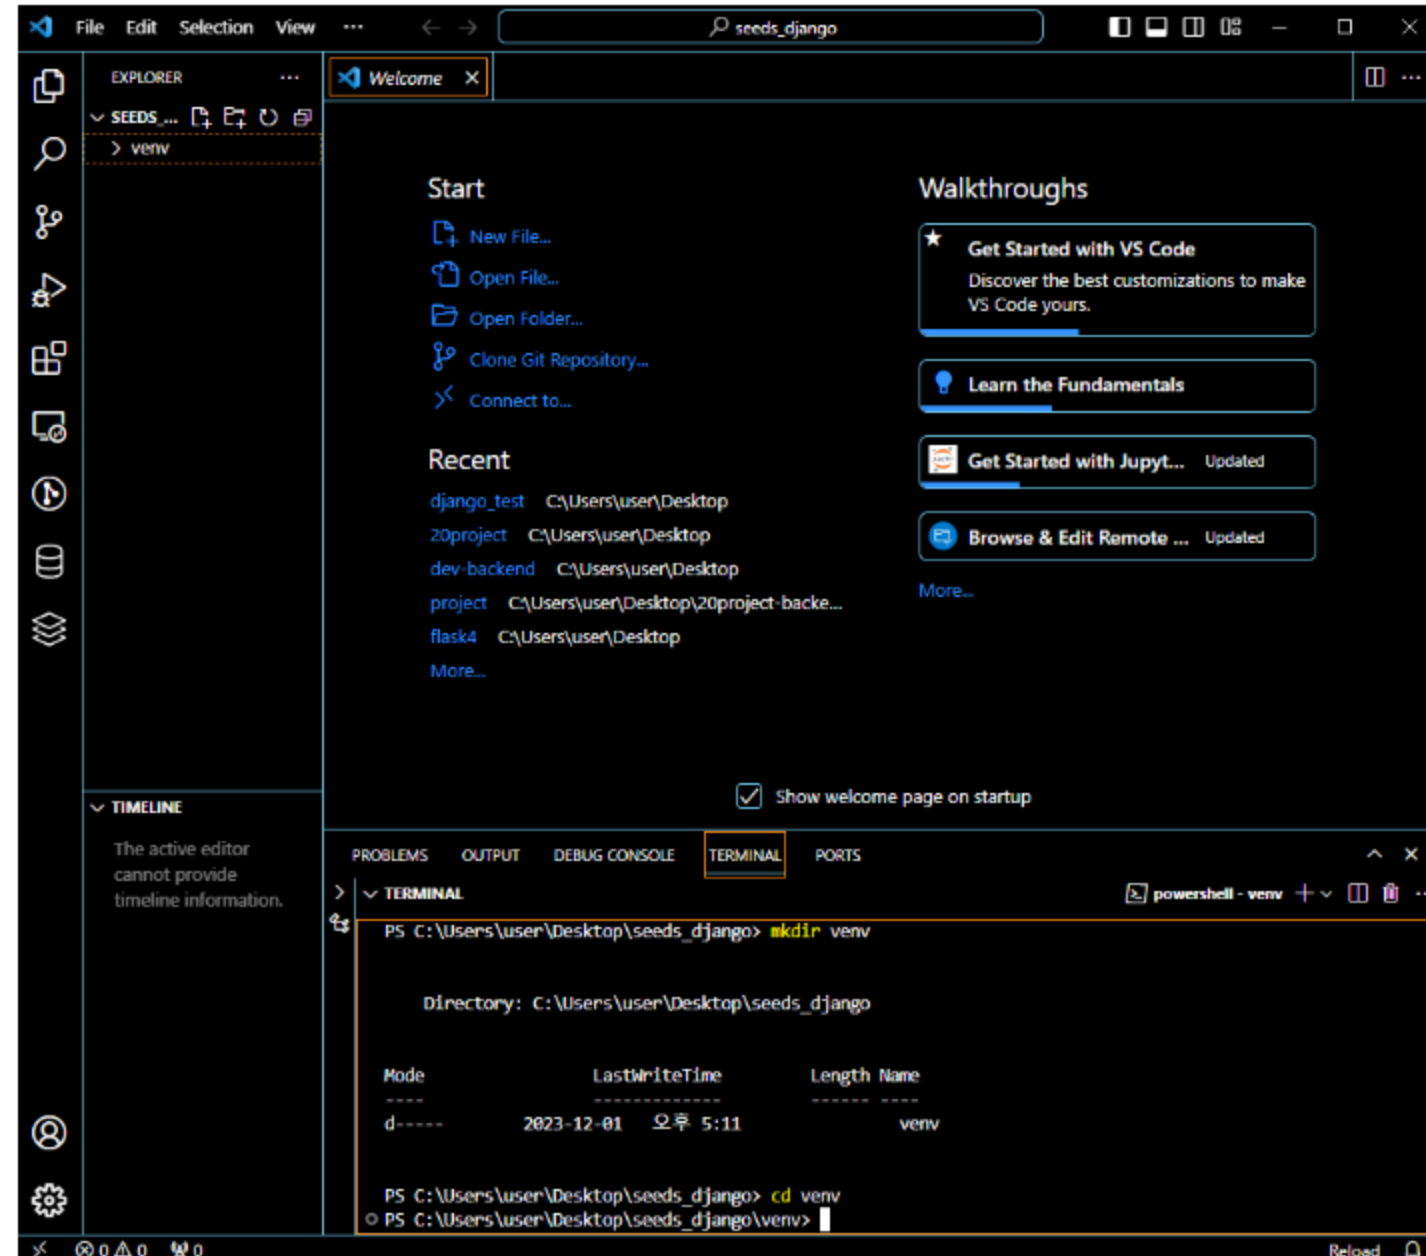 File Edit Selection View ... seeds_django
EXPLORER ...
SEEDS_...
venv
Welcome
Start
New File...
Open File...
Open Folder...
Clone Git Repository...
Connect to...
Recent
django_test C:\Users\user\Desktop
20project C:\Users\user\Desktop
dev-backend C:\Users\user\Desktop
project C:\Users\user\Desktop\20project-backe...
flask4 C:\Users\user\Desktop
More...
Walkthroughs
Get Started with VS Code
Discover the best customizations to make
VS Code yours.
Learn the Fundamentals
Get Started with Jupyt... Updated
Browse & Edit Remote ... Updated
More...
Show welcome page on startup
TIMELINE
The active editor
cannot provide
timeline information.
PROBLEMS OUTPUT DEBUG CONSOLE TERMINAL PORTS
TERMINAL powershell - venv
PS C:\Users\user\Desktop\seeds_django> mkdir venv
Directory: C:\Users\user\Desktop\seeds_django
Mode LastWriteTime Length Name
---- ------------- ------ ----
d----- 2023-12-01 오후 5:11 venv
PS C:\Users\user\Desktop\seeds_django> cd venv
PS C:\Users\user\Desktop\seeds_django\venv>
0 0 0 Reload